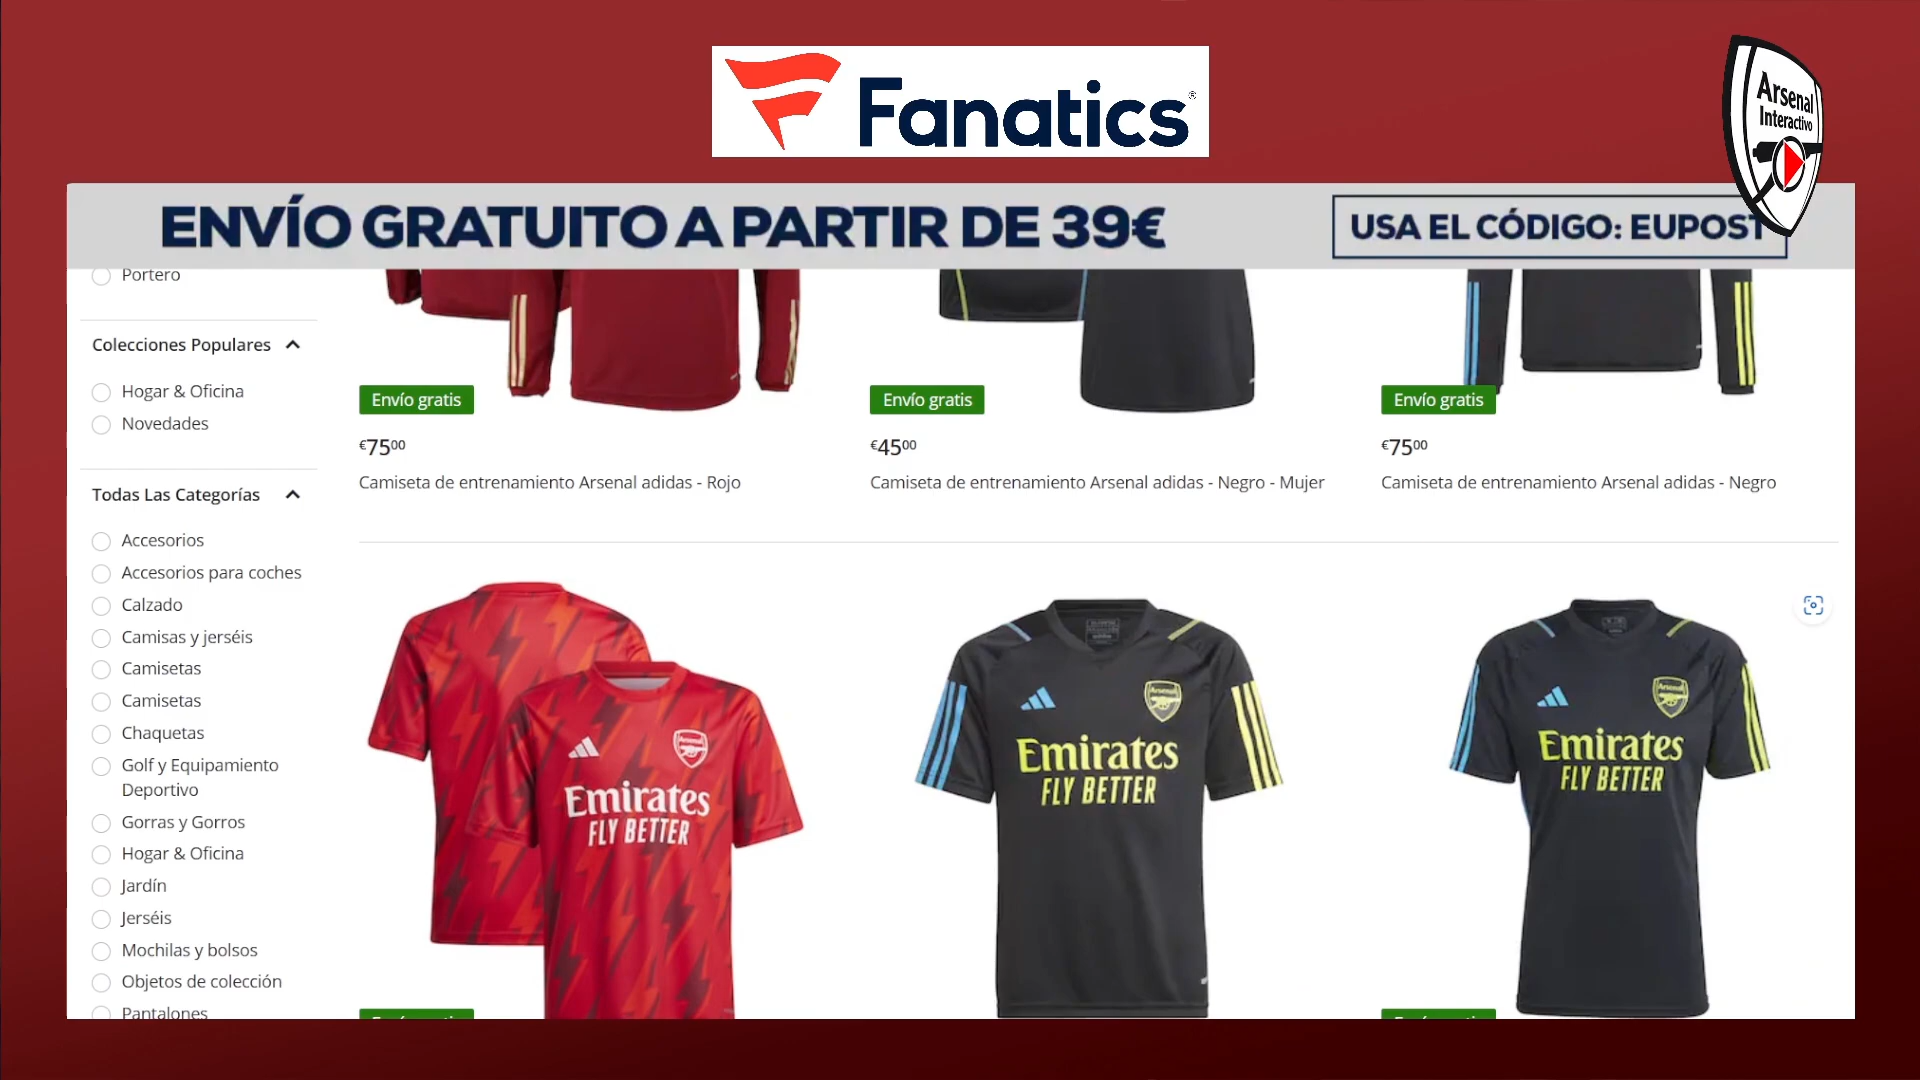 Fanatics
Arsenal
Interactivo
ENVÍO GRATUITO A PARTIR DE 39€
USA EL CÓDIGO: EUPOST
Portero
Colecciones Populares
Hogar & Oficina
Novedades
Todas Las Categorías
Accesorios
Accesorios para coches
Calzado
Camisas y jerséis
Camisetas
Camisetas
Chaquetas
Golf y Equipamiento
Deportivo
Gorras y Gorros
Hogar & Oficina
Jardín
Jerséis
Mochilas y bolsos
Objetos de colección
Pantalones
Envío gratis
Envío gratis
Envío gratis
€7500
€4500
€7500
Camiseta de entrenamiento Arsenal adidas - Rojo
Camiseta de entrenamiento Arsenal adidas - Negro - Mujer
Camiseta de entrenamiento Arsenal adidas - Negro
Arsenal
Emirates
FLY BETTER
Arsenal
Emirates
FLY BETTER
Arsenal
Emirates
FLY BETTER